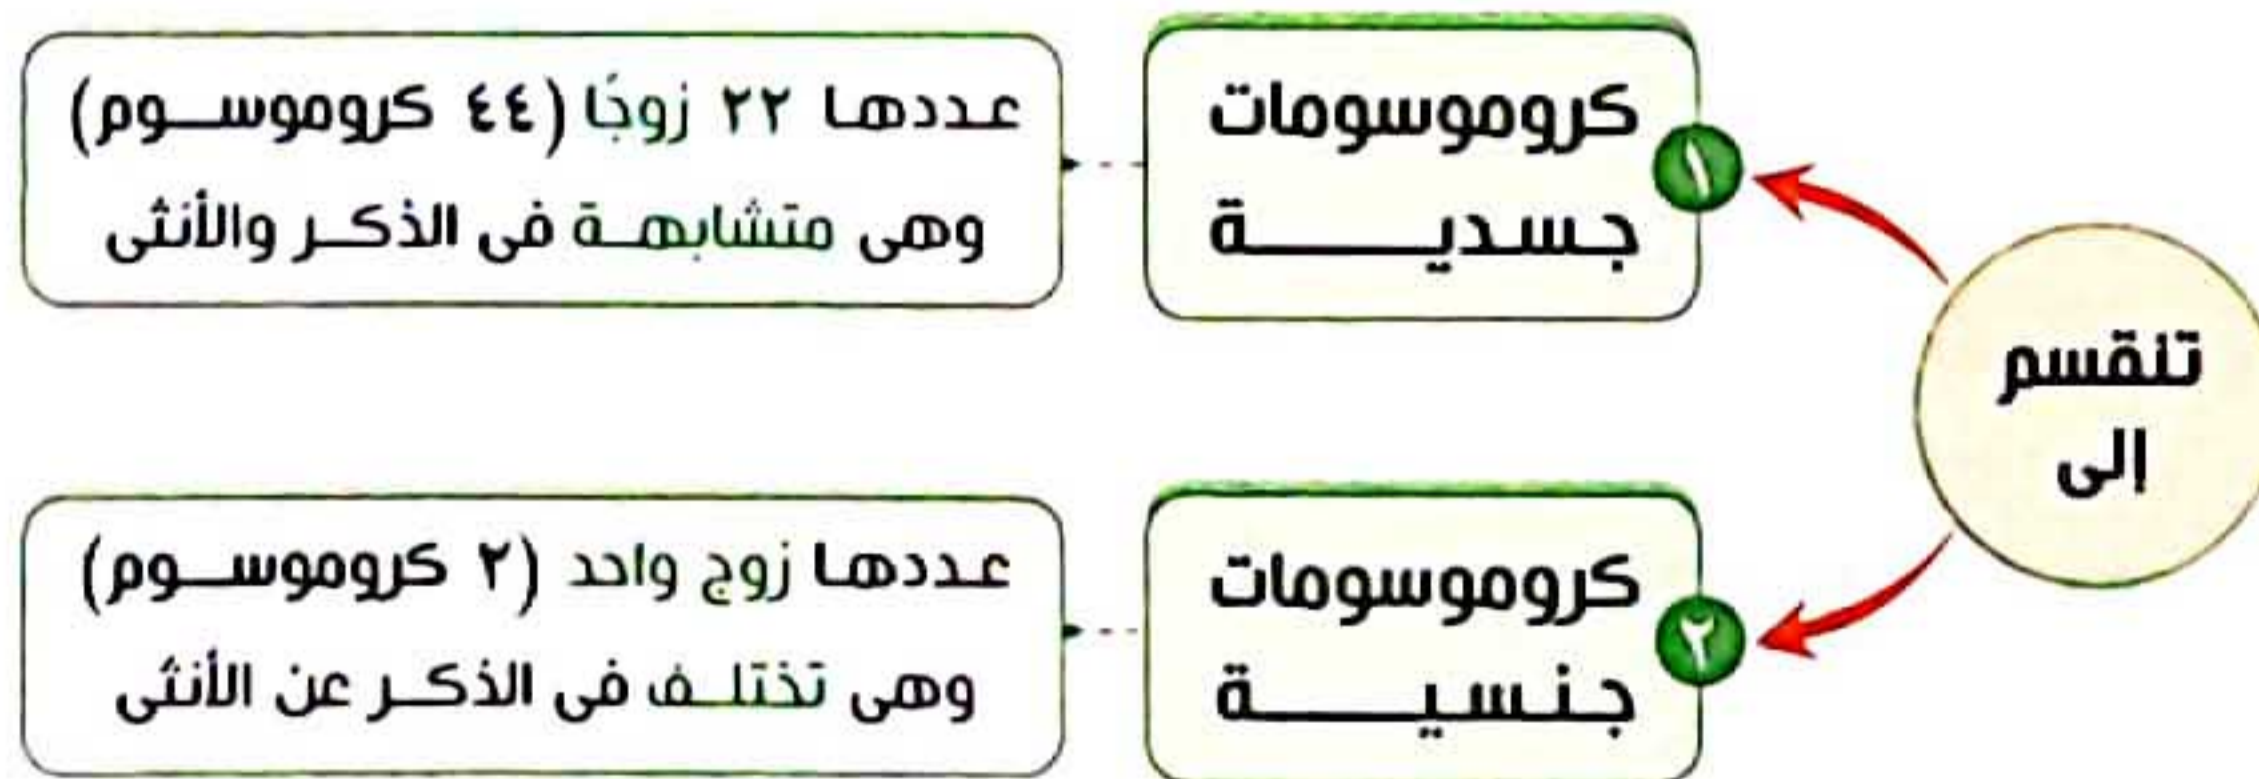 تنقسم
إلى
١
كروموسومات
جسدية
عددها ٢٢ زوجًا (٤٤ كروموسوم)
وهى متشابهة فى الذكر والأنثى
٢
كروموسومات
جنسية
عددها زوج واحد (٢ كروموسوم)
وهى تختلف فى الذكر عن الأنثى